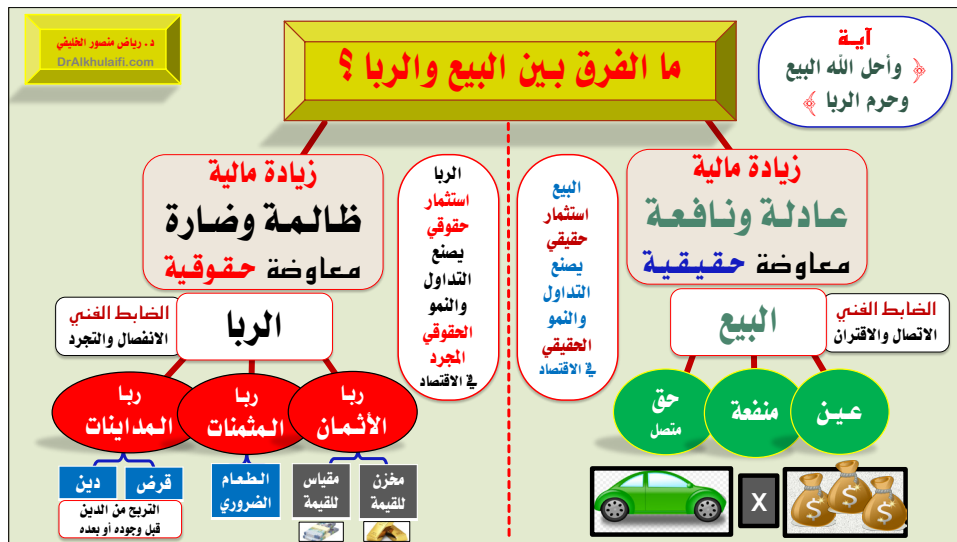 آيـة
﴿ وأحل الله البيع
وحرم الربا ﴾
ما الفرق بين البيع والربا ؟
د. رياض منصور الخليفي
DrAlkhulaifi.com
زيادة مالية
عادلة ونافعة
معاوضة حقيقية
البيع
الضابط الفني
الاتصال والاقتران
عين
منفعة
حق
متصل
X
$
$
$
البيع
استثمار
حقيقي
يصنع
التداول
والنمو
الحقيقي
في الاقتصاد
الربا
استثمار
حقوقي
يصنع
التداول
والنمو
الحقوقي
المجرد
في الاقتصاد
زيادة مالية
ظالمة وضارة
معاوضة حقوقية
الربا
الضابط الفني
الانفصال والتجرد
ربا
الأثمان
ربا
المثمنات
ربا
المداينات
مخزن
للقيمة
مقياس
للقيمة
الطعام
الضروري
قرض
دين
التربح من الدين
قبل وجوده أو بعده